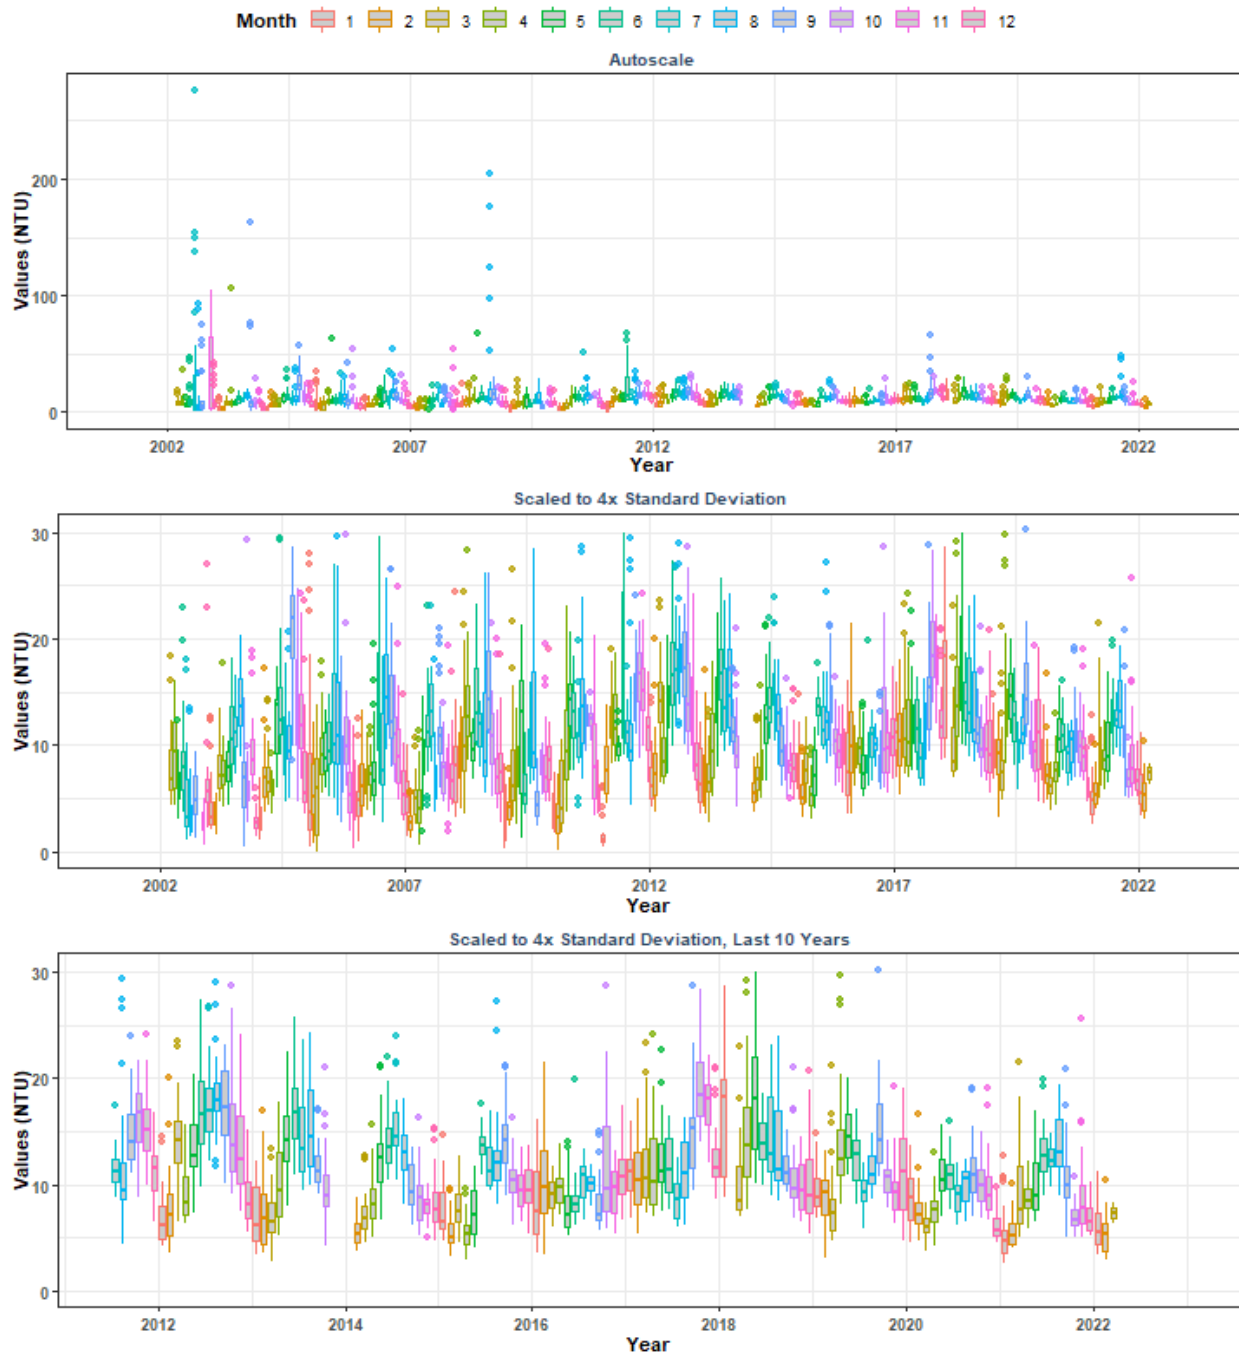 Month 1 2 3 4 5 6 7 8 9 10 11 12
Autoscale
Values (NTU)
200
100
0
2002 2007 2012 2017 2022
Year
Scaled to 4x Standard Deviation
Values (NTU)
30
20
10
0
2002 2007 2012 2017 2022
Year
Scaled to 4x Standard Deviation, Last 10 Years
Values (NTU)
30
20
10
0
2012 2014 2016 2018 2020 2022
Year